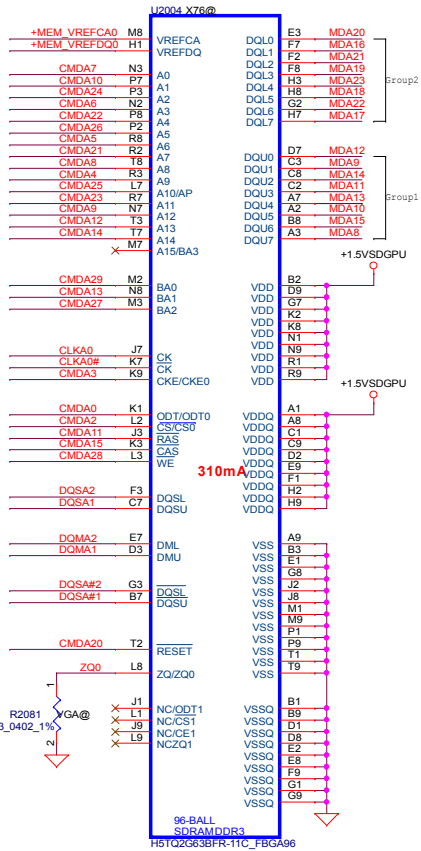 U2004 X76@
+MEM_VREFCA0 M8 VREFCA
+MEM_VREFDQ0 H1 VREFDQ
CMDA7 N3 A0
CMDA10 P7 A1
CMDA24 P3 A2
CMDA6 N2 A3
CMDA22 P8 A4
CMDA26 P2 A5
CMDA5 R8 A6
CMDA21 R2 A7
CMDA8 T8 A8
CMDA4 R3 A9
CMDA25 L7 A10/AP
CMDA23 R7 A11
CMDA9 N7 A12
CMDA12 T3 A13
CMDA14 T7 A14
M7 A15/BA3
CMDA29 M2 BA0
CMDA13 N8 BA1
CMDA27 M3 BA2
CLKA0 J7 CK
CLKA0# K7 CK
CMDA3 K9 CKE/CKE0
CMDA0 K1 ODT/ODT0
CMDA2 L2 CS/CS0
CMDA11 J3 RAS
CMDA15 K3 CAS
CMDA28 L3 WE
310mA
DQSA2 F3 DQSL
DQSA1 C7 DQSU
DQMA2 E7 DML
DQMA1 D3 DMU
DQSA#2 G3 DQSL
DQSA#1 B7 DQSU
CMDA20 T2 RESET
ZQ0 L8 ZQ/ZQ0
1
R2081 VGA@
3_0402_1%
2
J1 NC/ODT1
L1 NC/CS1
J9 NC/CE1
L9 NCZQ1
DQL0 E3 MDA20
DQL1 F7 MDA16
DQL2 F2 MDA21
DQL3 F8 MDA19
DQL4 H3 MDA23
DQL5 H8 MDA18
DQL6 G2 MDA22
DQL7 H7 MDA17
Group2
DQU0 D7 MDA12
DQU1 C3 MDA9
DQU2 C8 MDA14
DQU3 C2 MDA11
DQU4 A7 MDA13
DQU5 A2 MDA10
DQU6 B8 MDA15
DQU7 A3 MDA8
Group1
+1.5VSDGPU
VDD B2
VDD D9
VDD G7
VDD K2
VDD K8
VDD N1
VDD N9
VDD R1
VDD R9
+1.5VSDGPU
VDDQ A1
VDDQ A8
VDDQ C1
VDDQ C9
VDDQ D2
VDDQ E9
VDDQ F1
VDDQ H2
VDDQ H9
VSS A9
VSS B3
VSS E1
VSS G8
VSS J2
VSS J8
VSS M1
VSS M9
VSS P1
VSS P9
VSS T1
VSS T9
VSSQ B1
VSSQ B9
VSSQ D1
VSSQ D8
VSSQ E2
VSSQ E8
VSSQ F9
VSSQ G1
VSSQ G9
96-BALL
SDRAMDDR3
H5TQ2G63BFR-11C_FBGA96